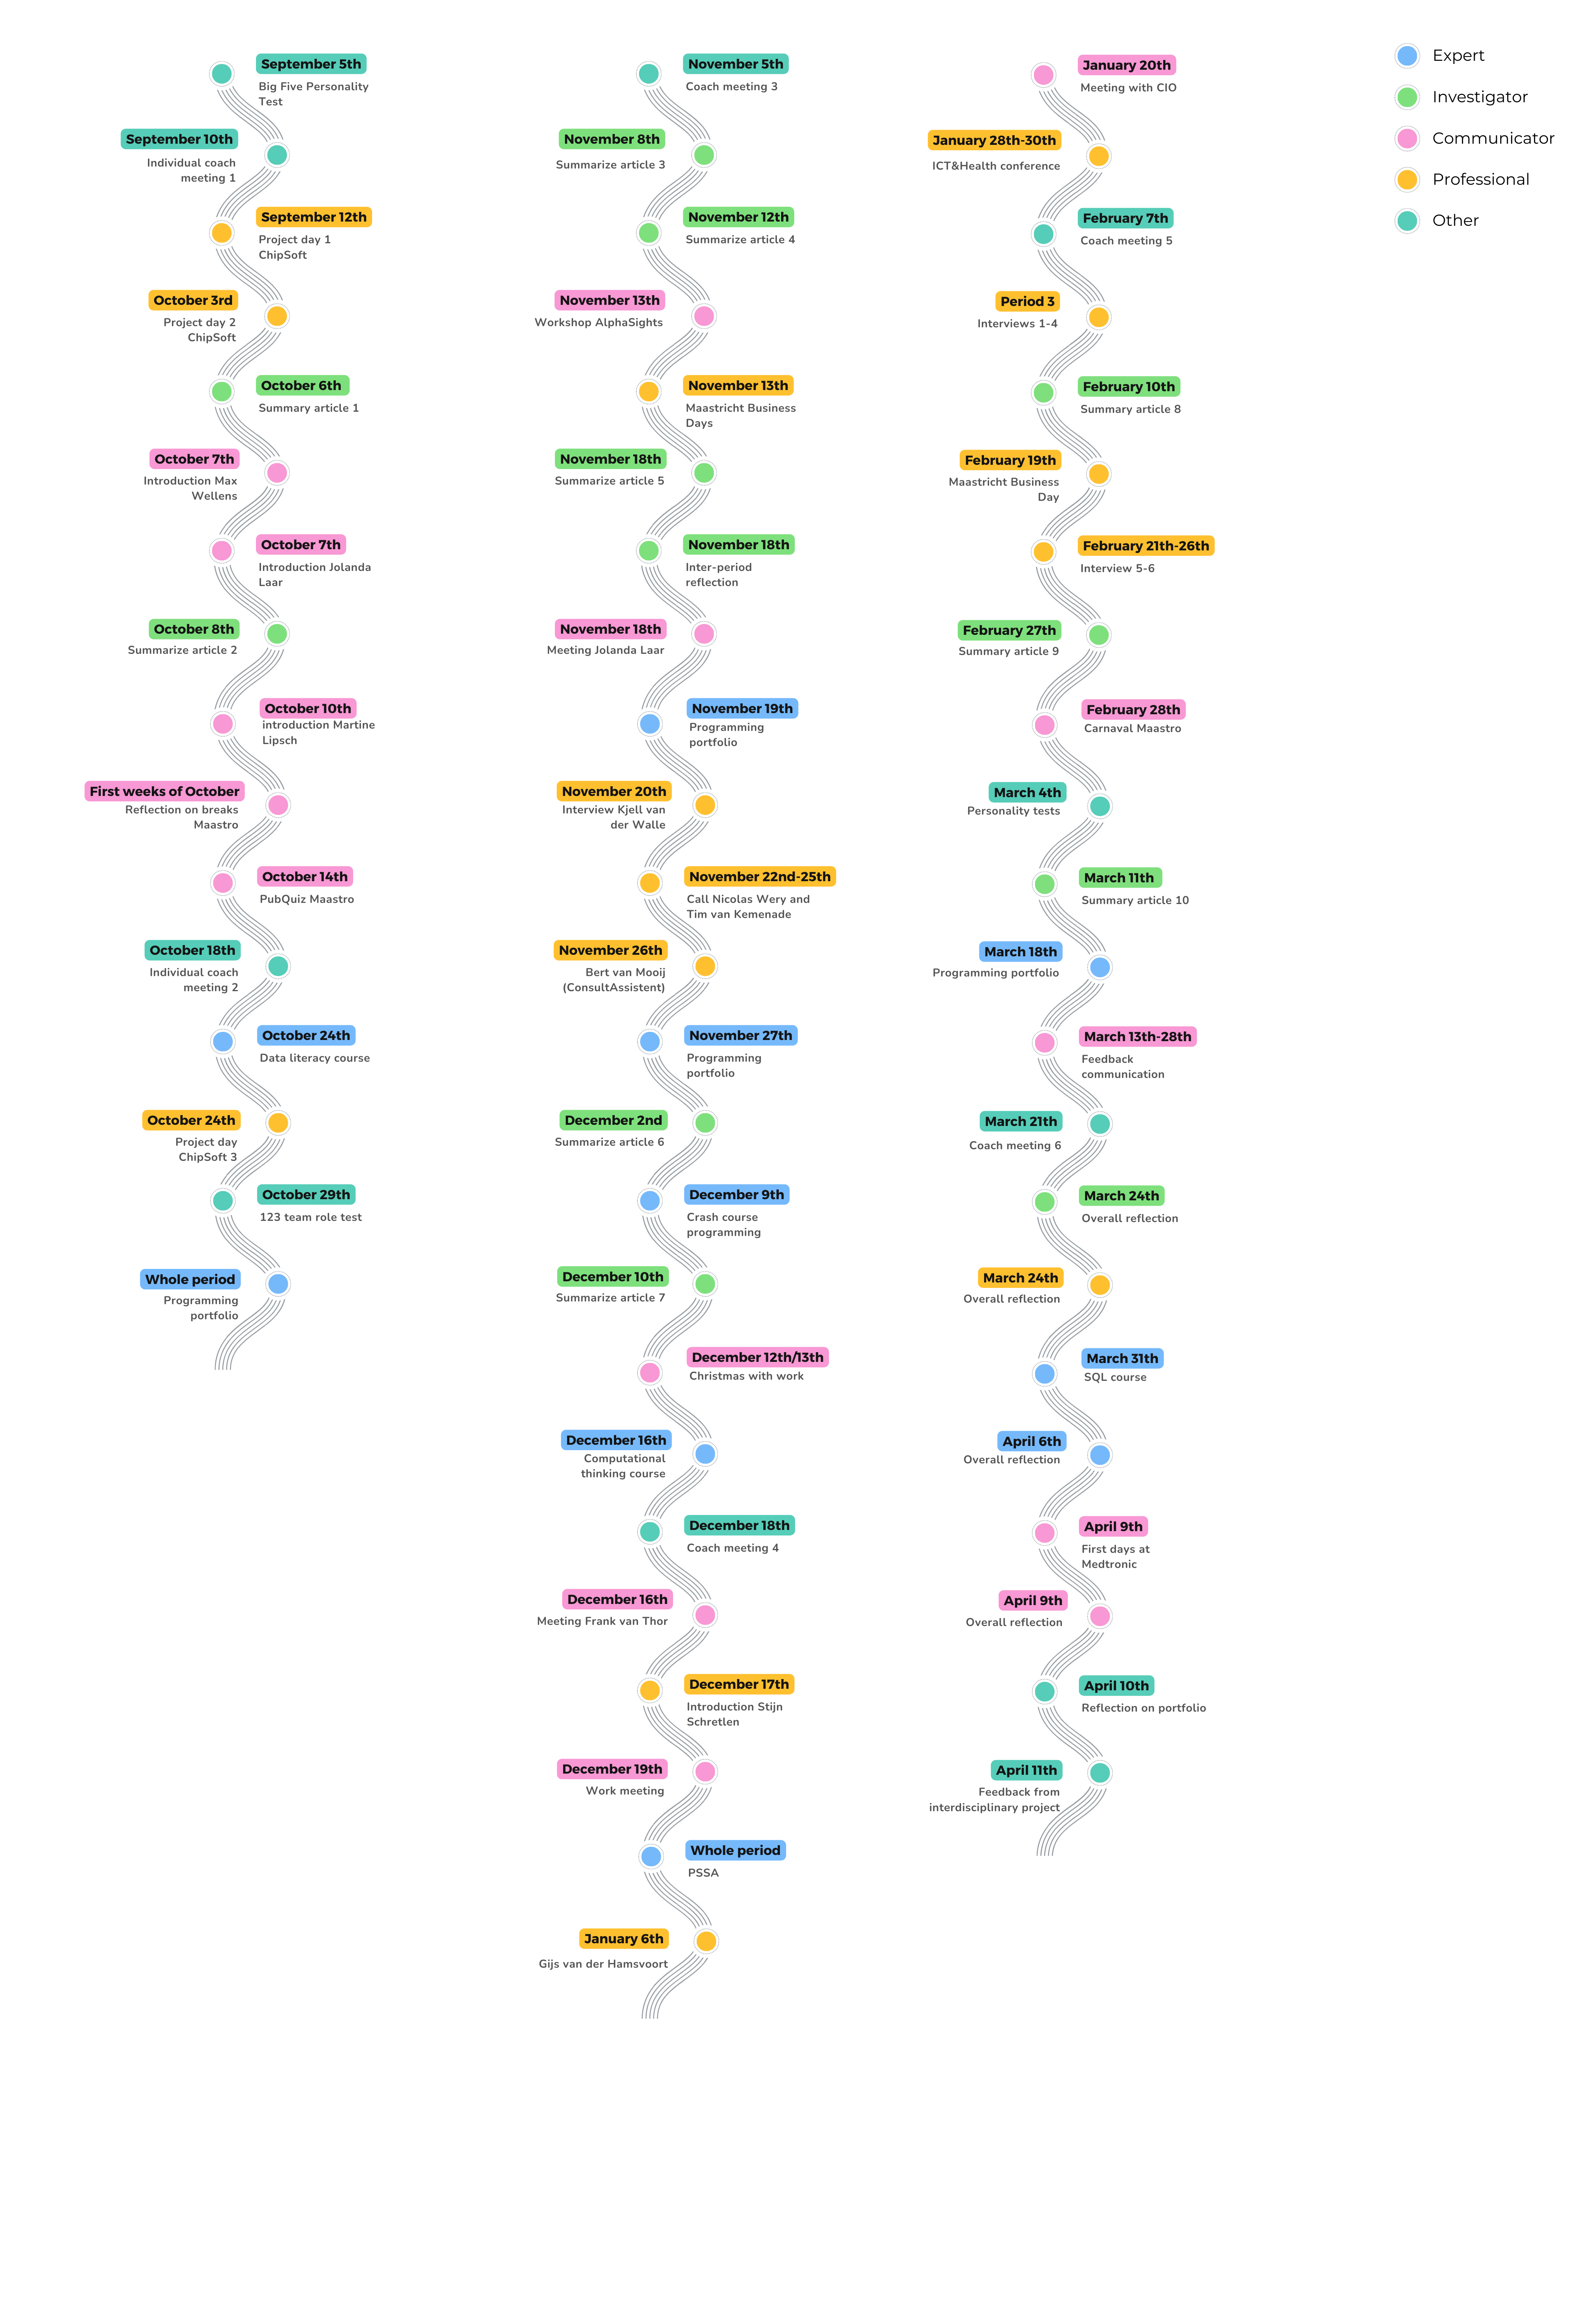 September 5th
Big Five Personality
Test
September 10th
Individual coach
meeting 1
September 12th
Project day 1
ChipSoft
October 3rd
Project day 2
ChipSoft
October 6th
Summary article 1
October 7th
Introduction Max
Wellens
October 7th
Introduction Jolanda
Laar
October 8th
Summarize article 2
October 10th
introduction Martine
Lipsch
First weeks of October
Reflection on breaks
Maastro
October 14th
PubQuiz Maastro
October 18th
Individual coach
meeting 2
October 24th
Data literacy course
October 24th
Project day
ChipSoft 3
October 29th
123 team role test
Whole period
Programming
portfolio
November 5th
Coach meeting 3
November 8th
Summarize article 3
November 12th
Summarize article 4
November 13th
Workshop AlphaSights
November 13th
Maastricht Business
Days
November 18th
Summarize article 5
November 18th
Inter-period
reflection
November 18th
Meeting Jolanda Laar
November 19th
Programming
portfolio
November 20th
Interview Kjell van
der Walle
November 22nd-25th
Call Nicolas Wery and
Tim van Kemenade
November 26th
Bert van Mooij
(ConsultAssistent)
November 27th
Programming
portfolio
December 2nd
Summarize article 6
December 9th
Crash course
programming
December 10th
Summarize article 7
December 12th/13th
Christmas with work
December 16th
Computational
thinking course
December 18th
Coach meeting 4
December 16th
Meeting Frank van Thor
December 17th
Introduction Stijn
Schretlen
December 19th
Work meeting
Whole period
PSSA
January 6th
Gijs van der Hamsvoort
January 20th
Meeting with CIO
January 28th-30th
ICT&Health conference
February 7th
Coach meeting 5
Period 3
Interviews 1-4
February 10th
Summary article 8
February 19th
Maastricht Business
Day
February 21th-26th
Interview 5-6
February 27th
Summary article 9
February 28th
Carnaval Maastro
March 4th
Personality tests
March 11th
Summary article 10
March 18th
Programming portfolio
March 13th-28th
Feedback
communication
March 21th
Coach meeting 6
March 24th
Overall reflection
March 24th
Overall reflection
March 31th
SQL course
April 6th
Overall reflection
April 9th
First days at
Medtronic
April 9th
Overall reflection
April 10th
Reflection on portfolio
April 11th
Feedback from
interdisciplinary project
Expert
Investigator
Communicator
Professional
Other